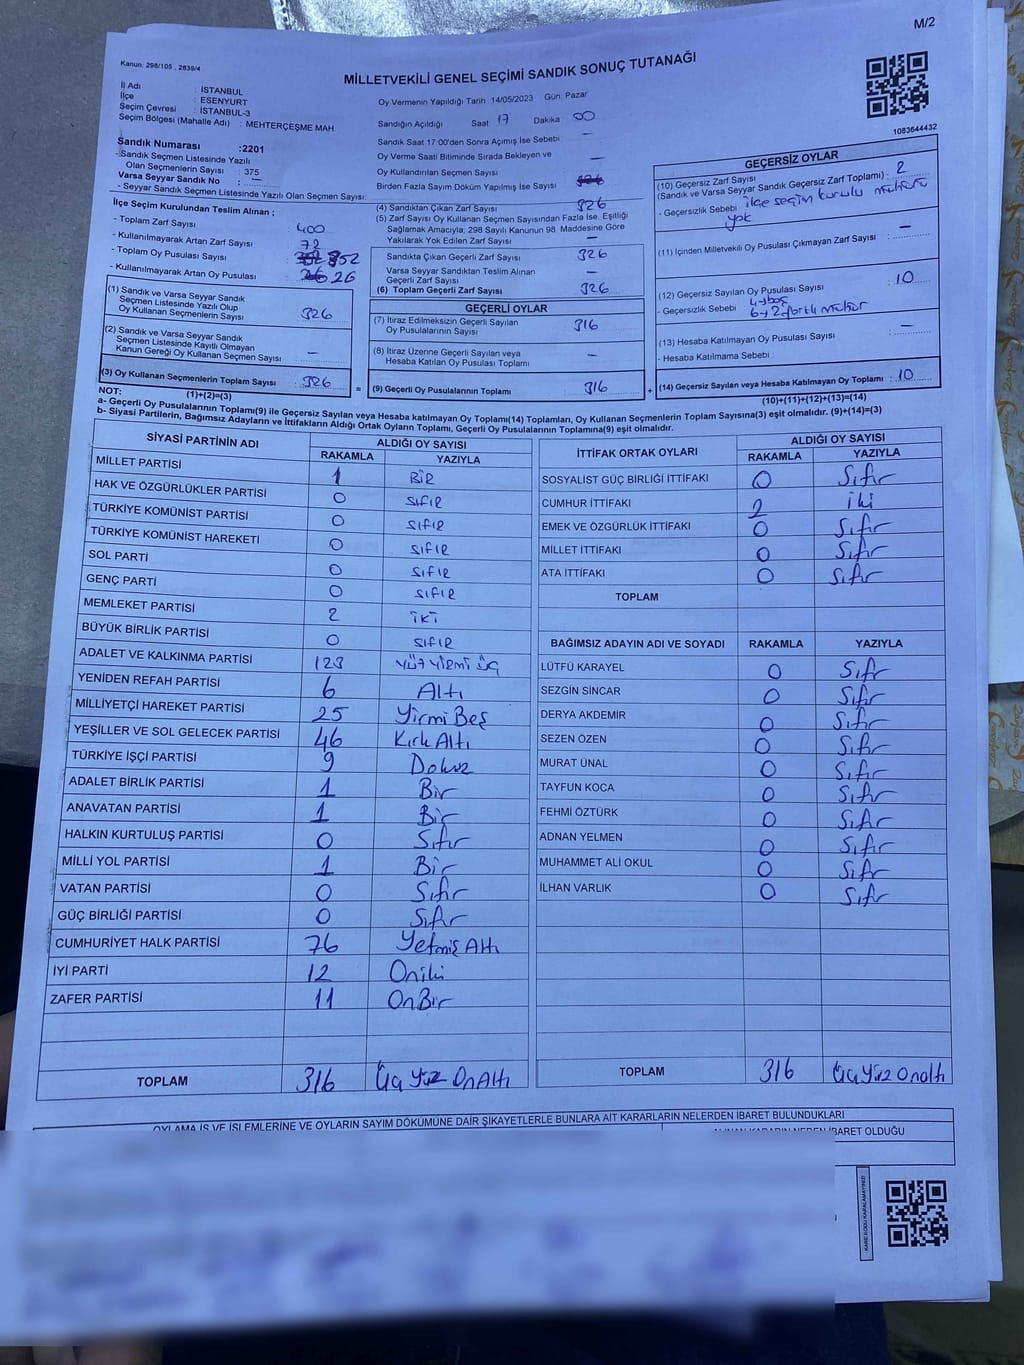 M/2
Kanun: 298/105 , 2839/4
MİLLETVEKİLİ GENEL SEÇİMİ SANDIK SONUÇ TUTANAĞI
1083644432
İl Adı : İSTANBUL
İlçe : ESENYURT
Seçim Çevresi : İSTANBUL-3
Seçim Bölgesi (Mahalle Adı) : MEHTERÇEŞME MAH
Sandık Numarası :2201
- Sandık Seçmen Listesinde Yazılı Olan Seçmenlerin Sayısı : 375
Varsa Seyyar Sandık No : —
- Seyyar Sandık Seçmen Listesinde Yazılı Olan Seçmen Sayısı:
Oy Vermenin Yapıldığı Tarih 14/05/2023 Gün: Pazar
Sandığın Açıldığı Saat 17 Dakika 00
Sandık Saat 17:00'den Sonra Açımış İse Sebebi —
Oy Verme Saati Bitiminde Sırada Bekleyen ve
Oy Kullandırılan Seçmen Sayısı —
Birden Fazla Sayım Döküm Yapılmış İse Sayısı
İlçe Seçim Kurulundan Teslim Alınan ;
- Toplam Zarf Sayısı : 400
- Kullanılmayarak Artan Zarf Sayısı : 72
- Toplam Oy Pusulası Sayısı : 352
- Kullanılmayarak Artan Oy Pusulası : 26
(1) Sandık ve Varsa Seyyar Sandık
Seçmen Listesinde Yazılı Olup
Oy Kullanan Seçmenlerin Sayısı : 326
(2) Sandık ve Varsa Seyyar Sandık
Seçmen Listesinde Kayıtlı Olmayan
Kanun Gereği Oy Kullanan Seçmen Sayısı : —
(3) Oy Kullanan Seçmenlerin Toplam Sayısı : 326
(1)+(2)=(3)
(4) Sandıktan Çıkan Zarf Sayısı 326
(5) Zarf Sayısı Oy Kullanan Seçmen Sayısından Fazla İse, Eşitliği
Sağlamak Amacıyla; 298 Sayılı Kanunun 98. Maddesine Göre
Yakılarak Yok Edilen Zarf Sayısı —
Sandıkta Çıkan Geçerli Zarf Sayısı 326
Varsa Seyyar Sandıktan Teslim Alınan
Geçerli Zarf Sayısı —
(6) Toplam Geçerli Zarf Sayısı 326
GEÇERLİ OYLAR
(7) İtiraz Edilmeksizin Geçerli Sayılan
Oy Pusulalarının Sayısı 316
(8) İtiraz Üzerine Geçerli Sayılan veya
Hesaba Katılan Oy Pusulası Toplamı —
= (9) Geçerli Oy Pusulalarının Toplamı 316 +
GEÇERSİZ OYLAR
(10) Geçersiz Zarf Sayısı
(Sandık ve Varsa Seyyar Sandık Geçersiz Zarf Toplamı) : 2
- Geçersizlik Sebebi ilçe seçim kurulu mührü
yok
(11) İçinden Milletvekili Oy Pusulası Çıkmayan Zarf Sayısı : —
(12) Geçersiz Sayılan Oy Pusulası Sayısı : 10
- Geçersizlik Sebebi 4→boş
(13) Hesaba Katılmayan Oy Pusulası Sayısı : —
- Hesaba Katılmama Sebebi :
(14) Geçersiz Sayılan veya Hesaba Katılmayan Oy Toplamı : 10
(10)+(11)+(12)+(13)=(14)
NOT:
a- Geçerli Oy Pusulalarının Toplamı(9) ile Geçersiz Sayılan veya Hesaba katılmayan Oy Toplamı(14) Toplamları, Oy Kullanan Seçmenlerin Toplam Sayısına(3) eşit olmalıdır. (9)+(14)=(3)
b- Siyasi Partilerin, Bağımsız Adayların ve İttifakların Aldığı Ortak Oyların Toplamı, Geçerli Oy Pusulalarının Toplamına(9) eşit olmalıdır.
SİYASİ PARTİNİN ADI ALDIĞI OY SAYISI
RAKAMLA YAZIYLA
MİLLET PARTİSİ 1 BİR
HAK VE ÖZGÜRLÜKLER PARTİSİ 0 SIFIR
TÜRKİYE KOMÜNİST PARTİSİ 0 SIFIR
TÜRKİYE KOMÜNİST HAREKETİ 0 SIFIR
SOL PARTİ 0 SIFIR
GENÇ PARTİ 0 SIFIR
MEMLEKET PARTİSİ 2 İKİ
BÜYÜK BİRLİK PARTİSİ 0 SIFIR
ADALET VE KALKINMA PARTİSİ 123 YÜZ YİRMİ ÜÇ
YENİDEN REFAH PARTİSİ 6 Altı
MİLLİYETÇİ HAREKET PARTİSİ 25 Yirmi Beş
YEŞİLLER VE SOL GELECEK PARTİSİ 46 Kırk Altı
TÜRKİYE İŞÇİ PARTİSİ 9 Dokuz
ADALET BİRLİK PARTİSİ 1 Bir
ANAVATAN PARTİSİ 1 Bir
HALKIN KURTULUŞ PARTİSİ 0 Sıfır
MİLLİ YOL PARTİSİ 1 Bir
VATAN PARTİSİ 0 Sıfır
GÜÇ BİRLİĞİ PARTİSİ 0 Sıfır
CUMHURİYET HALK PARTİSİ 76 Yetmiş Altı
İYİ PARTİ 12 Oniki
ZAFER PARTİSİ 11 OnBir
TOPLAM 316 Üç Yüz OnAltı
İTTİFAK ORTAK OYLARI ALDIĞI OY SAYISI
RAKAMLA YAZIYLA
SOSYALİST GÜÇ BİRLİĞİ İTTİFAKI 0 Sıfır
CUMHUR İTTİFAKI 2 iki
EMEK VE ÖZGÜRLÜK İTTİFAKI 0 Sıfır
MİLLET İTTİFAKI 0 Sıfır
ATA İTTİFAKI 0 Sıfır
TOPLAM
BAĞIMSIZ ADAYIN ADI VE SOYADI RAKAMLA YAZIYLA
LÜTFÜ KARAYEL 0 Sıfır
SEZGİN SİNCAR 0 Sıfır
DERYA AKDEMİR 0 Sıfır
SEZEN ÖZEN 0 Sıfır
MURAT ÜNAL 0 Sıfır
TAYFUN KOCA 0 Sıfır
FEHMİ ÖZTÜRK 0 Sıfır
ADNAN YELMEN 0 Sıfır
MUHAMMET ALİ OKUL 0 Sıfır
İLHAN VARLIK 0 Sıfır
TOPLAM 316 Üç Yüz Onaltı
OYLAMA İŞ VE İŞLEMLERİNE VE OYLARIN SAYIM DÖKÜMÜNE DAİR ŞİKAYETLERLE BUNLARA AİT KARARLARIN NELERDEN İBARET BULUNDUKLARI
ALINAN KARARIN NEDEN İBARET OLDUĞU
KARE KODU KARALAMAYINIZ!